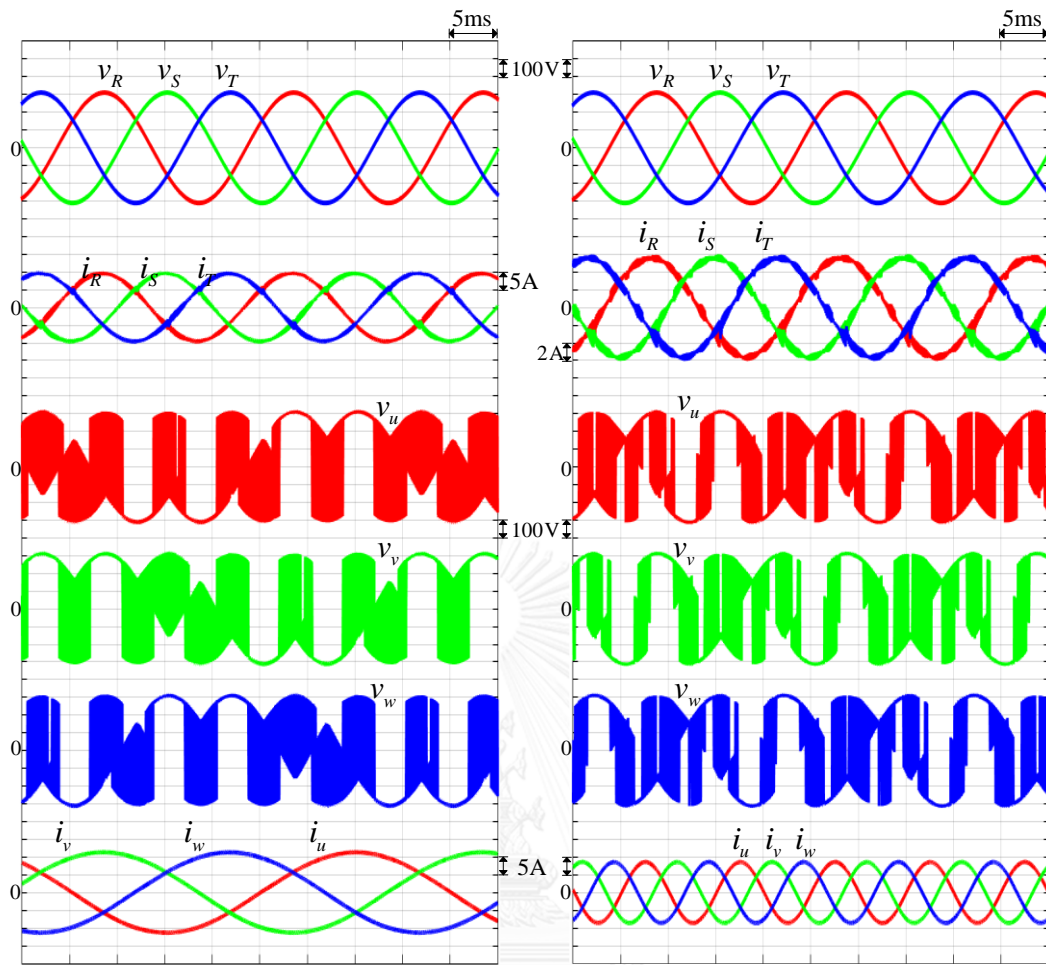 5ms
5ms
v_R v_S v_T
100V
v_R v_S v_T
0
0
i_R i_S i_T
5A
i_R i_S i_T
0
0
2A
v_u
v_u
0
0
100V
v_v
v_v
0
0
v_w
v_w
0
0
i_v i_w i_u
5A
i_u i_v i_w
0
0